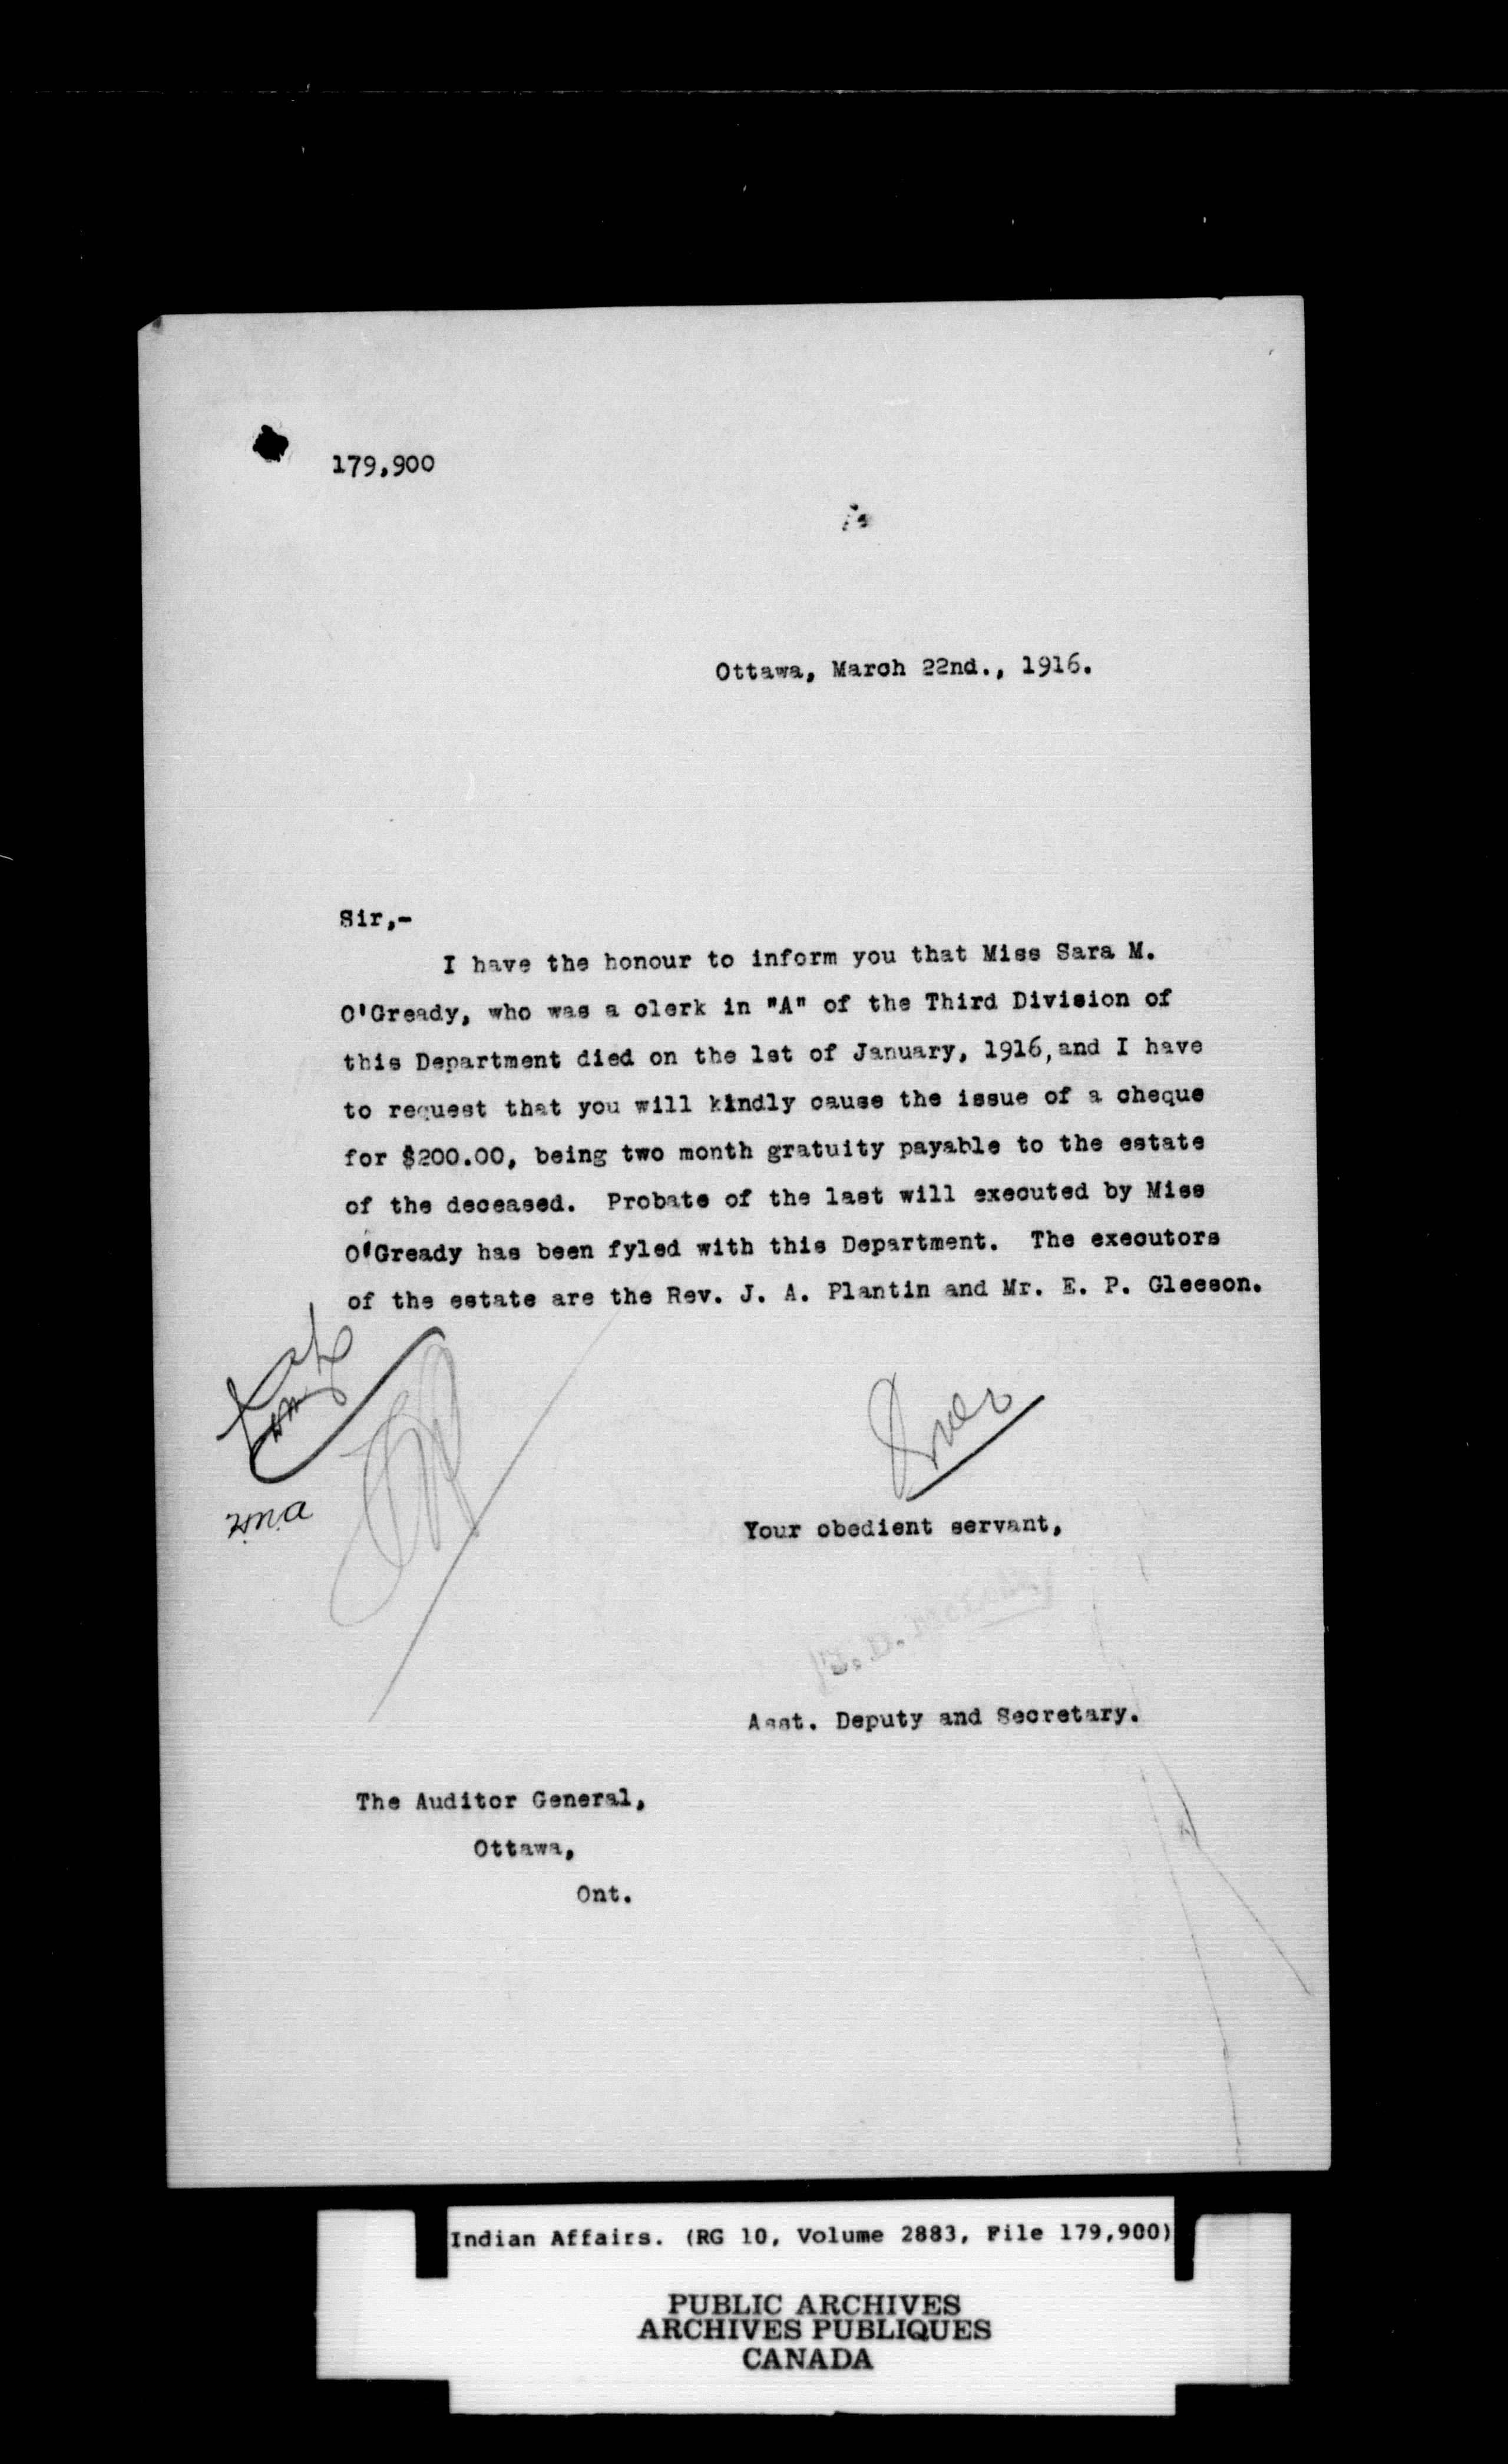 179,900
Ottawa, March 22nd., 1916.
Sir,-
I have the honour to inform you that Miss Sara M.
O'Gready, who was a clerk in "A" of the Third Division of
this Department died on the 1st of January, 1916, and I have
to request that you will kindly cause the issue of a cheque
for $200.00, being two month gratuity payable to the estate
of the deceased. Probate of the last will executed by Miss
O'Gready has been fyled with this Department. The executors
of the estate are the Rev. J. A. Plantin and Mr. E. P. Gleeson.
Your obedient servant,
Asst. Deputy and Secretary.
The Auditor General,
Ottawa,
Ont.
Indian Affairs. (RG 10, Volume 2883, File 179,900)
PUBLIC ARCHIVES
ARCHIVES PUBLIQUES
CANADA